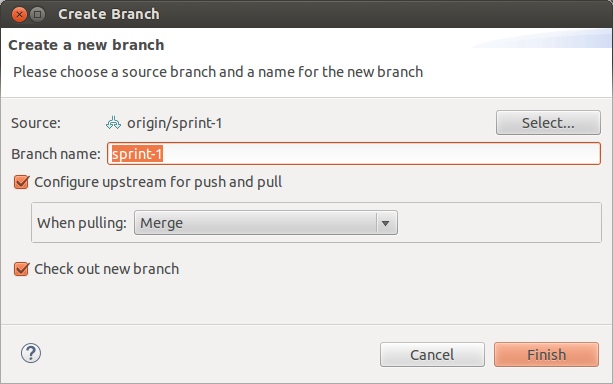 Create Branch
Create a new branch
Please choose a source branch and a name for the new branch
Source: origin/sprint-1 Select...
Branch name: sprint-1
Configure upstream for push and pull
When pulling: Merge
Check out new branch
? Cancel Finish